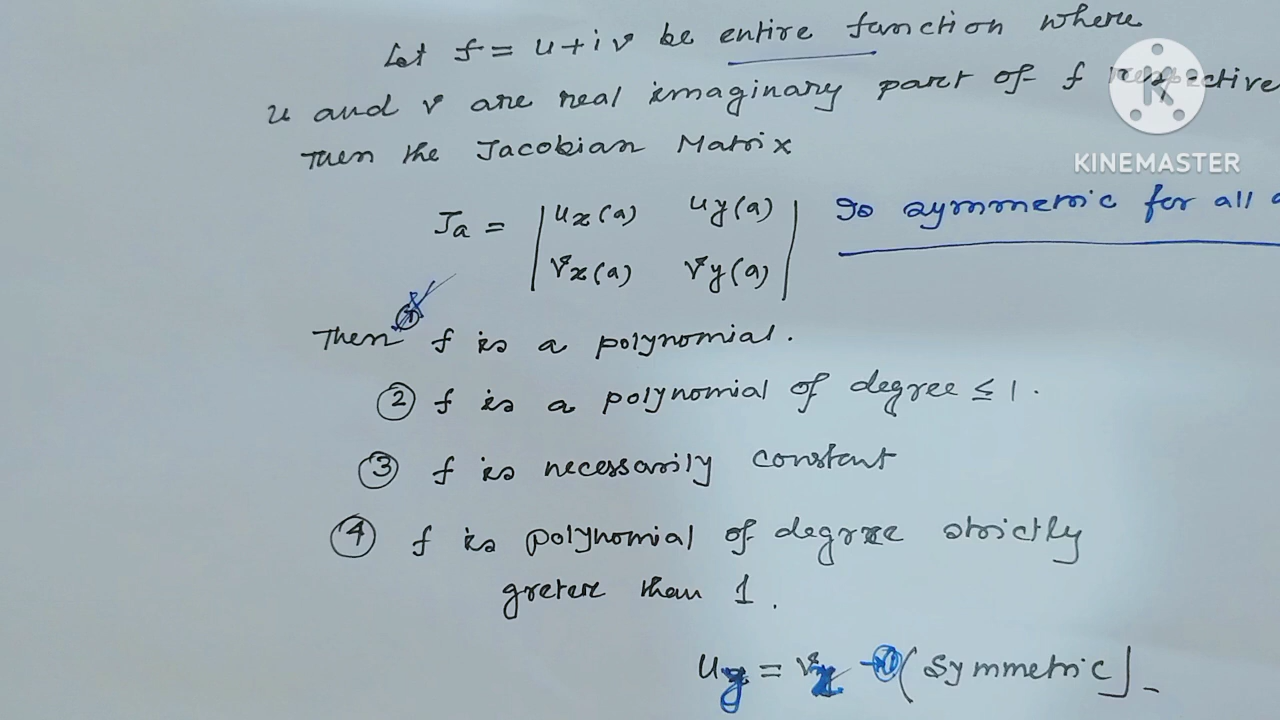 Let f = u + i v be entire function where
u and v are real imaginary part of f respective
KINEMASTER
Then the Jacobian Matrix
Ja = | ux(a) uy(a) | Is symmetric for all
| vx(a) vy(a) |
Then ① f is a polynomial.
② f is a polynomial of degree ≤ 1.
③ f is necessarily constant
④ f is polynomial of degree strictly
greter than 1.
uy = vx → ① (symmetric)